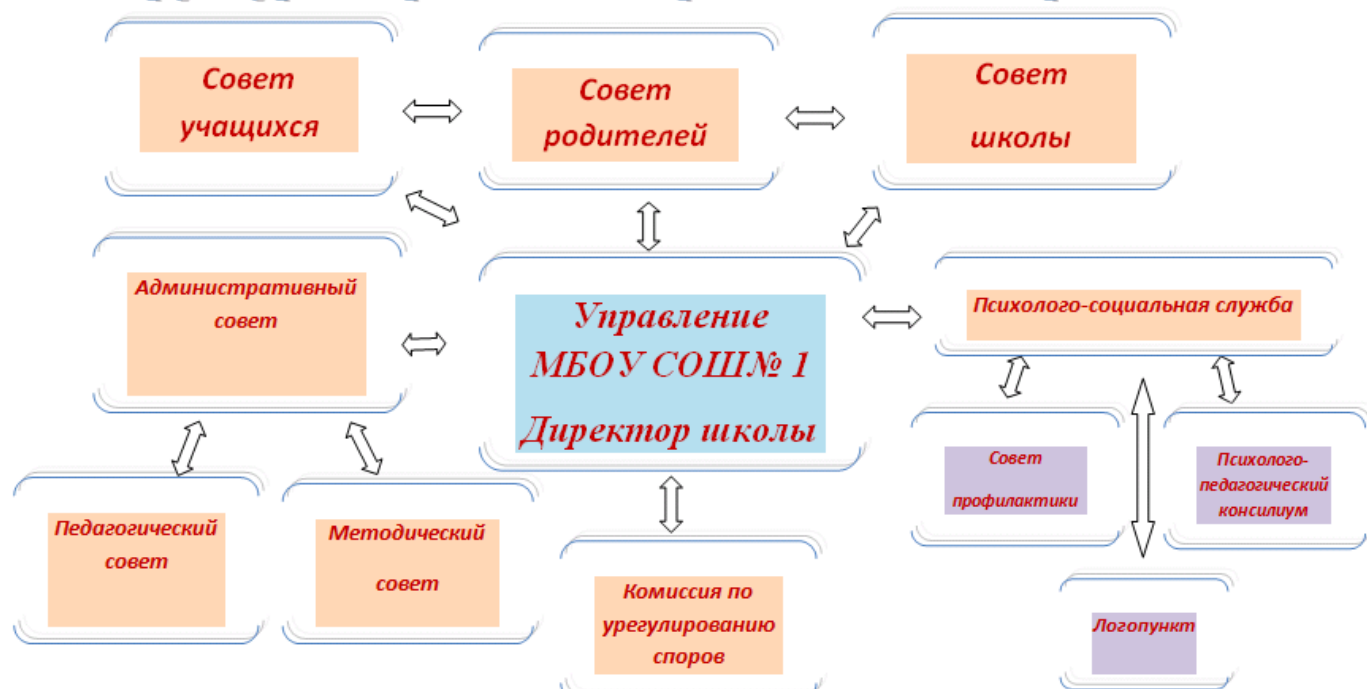 Совет
учащихся
Совет
родителей
Совет
школы
Административный
совет
Управление
МБОУ СОШ№ 1
Директор школы
Психолого-социальная служба
Педагогический
совет
Методический
совет
Комиссия по
урегулированию
споров
Совет
профилактики
Психолого-
педагогический
консилиум
Логопункт